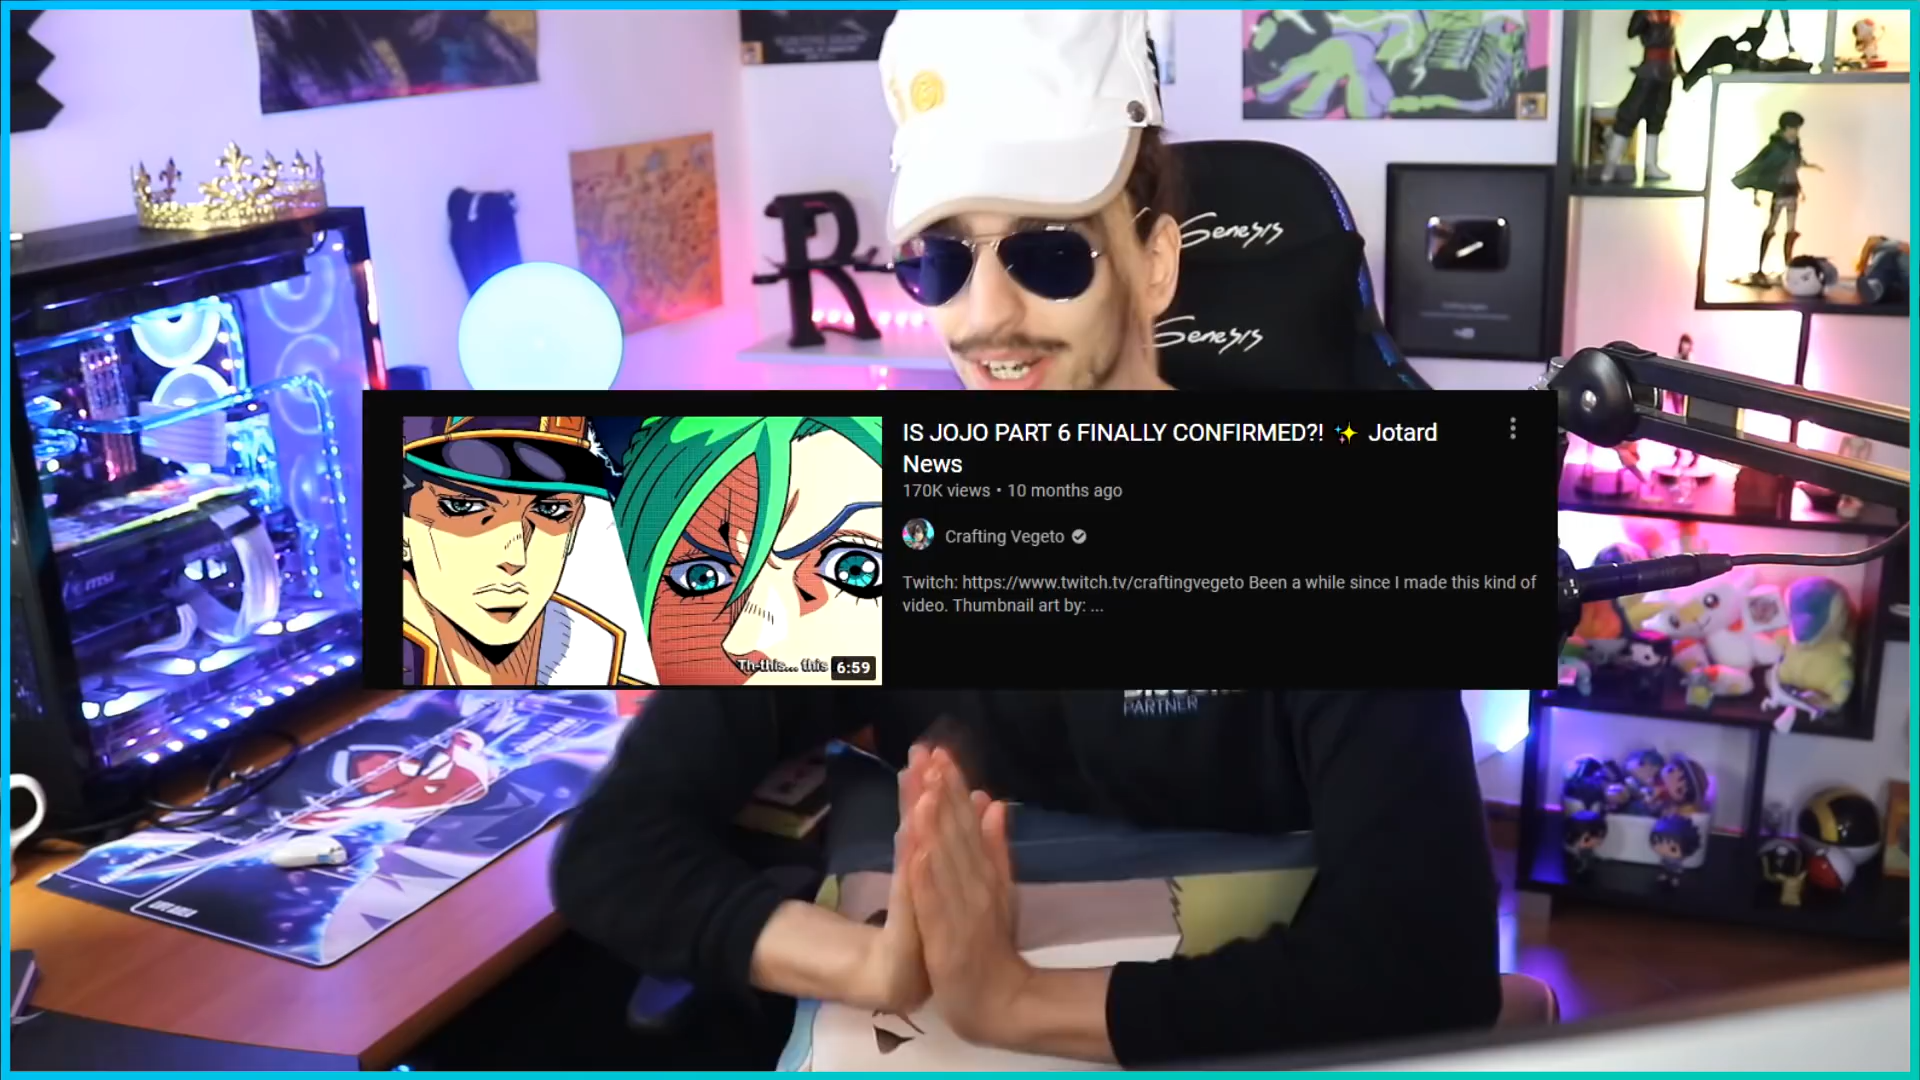 Genesis
Genesis
R
IS JOJO PART 6 FINALLY CONFIRMED?! ✨ Jotard
News
170K views • 10 months ago
Crafting Vegeto
Twitch: https://www.twitch.tv/craftingvegeto Been a while since I made this kind of
video. Thumbnail art by: ...
Th-this... this
6:59
msi
PARTNER